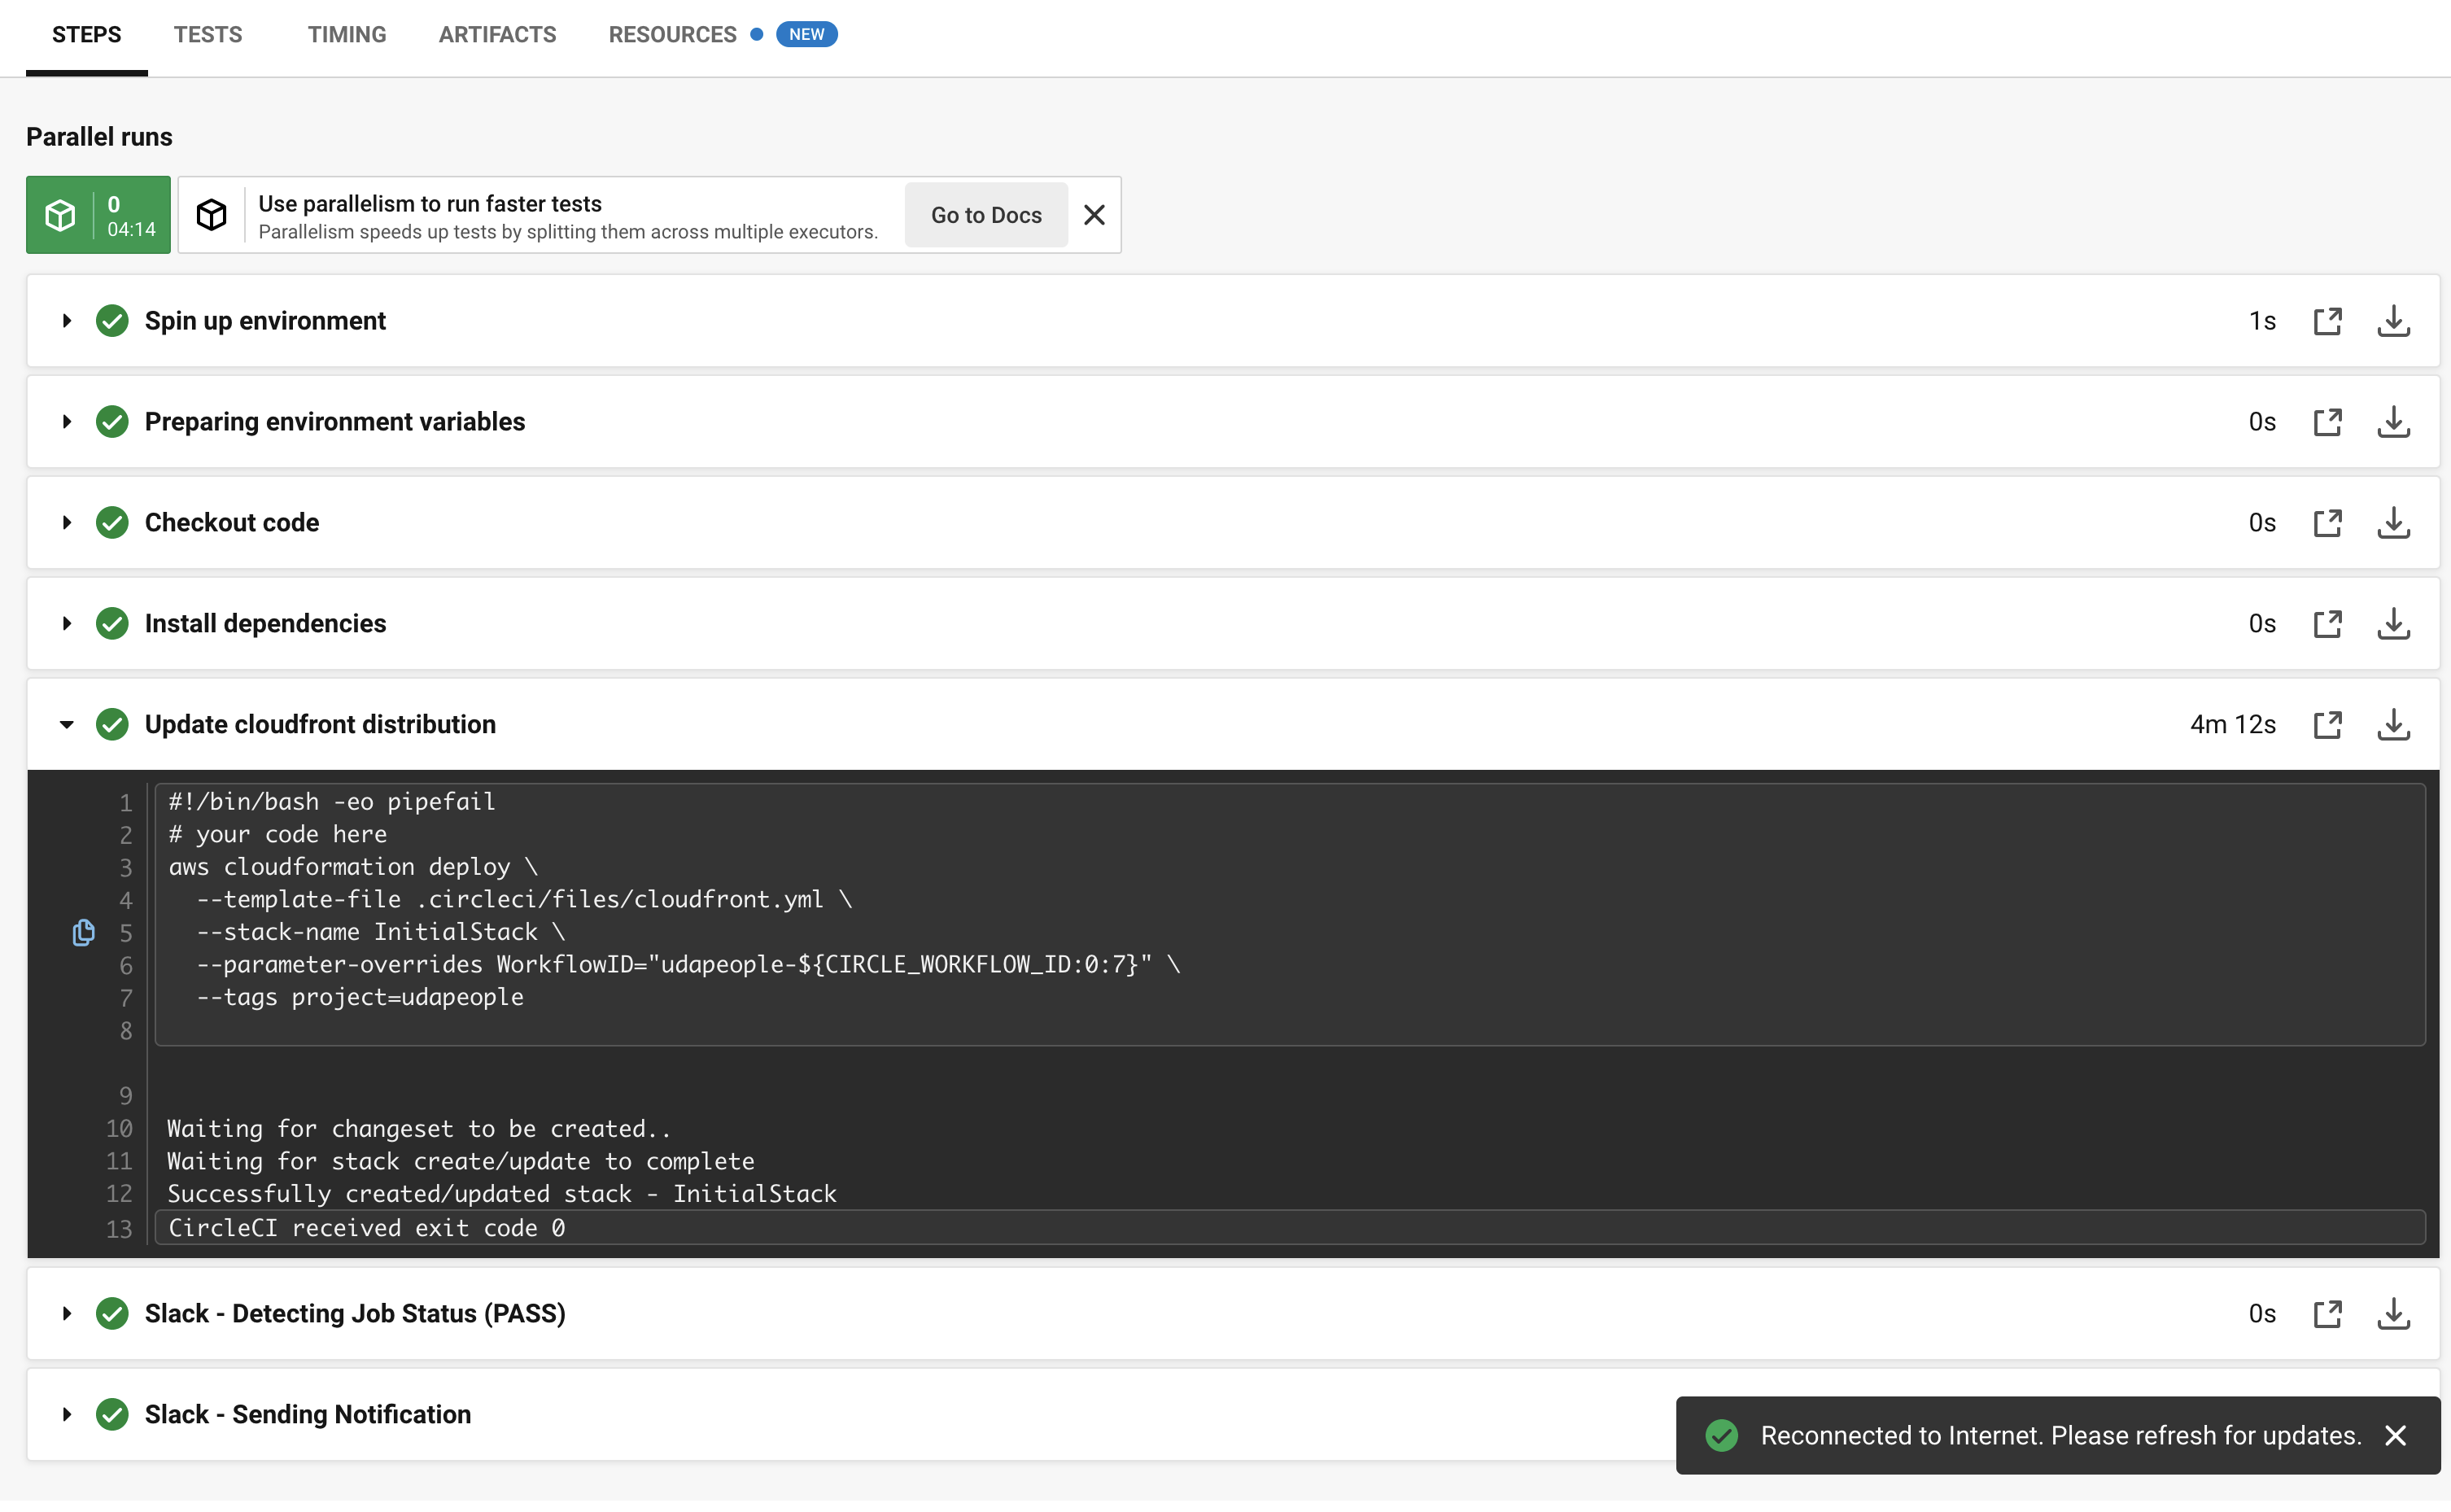 STEPS TESTS TIMING ARTIFACTS RESOURCES NEW
Parallel runs
0
04:14
Use parallelism to run faster tests
Parallelism speeds up tests by splitting them across multiple executors.
Go to Docs
Spin up environment 1s
Preparing environment variables 0s
Checkout code 0s
Install dependencies 0s
Update cloudfront distribution 4m 12s
1 #!/bin/bash -eo pipefail
2 # your code here
3 aws cloudformation deploy \
4 --template-file .circleci/files/cloudfront.yml \
5 --stack-name InitialStack \
6 --parameter-overrides WorkflowID="udapeople-${CIRCLE_WORKFLOW_ID:0:7}" \
7 --tags project=udapeople
8
9
10 Waiting for changeset to be created..
11 Waiting for stack create/update to complete
12 Successfully created/updated stack - InitialStack
13 CircleCI received exit code 0
Slack - Detecting Job Status (PASS) 0s
Slack - Sending Notification
Reconnected to Internet. Please refresh for updates.